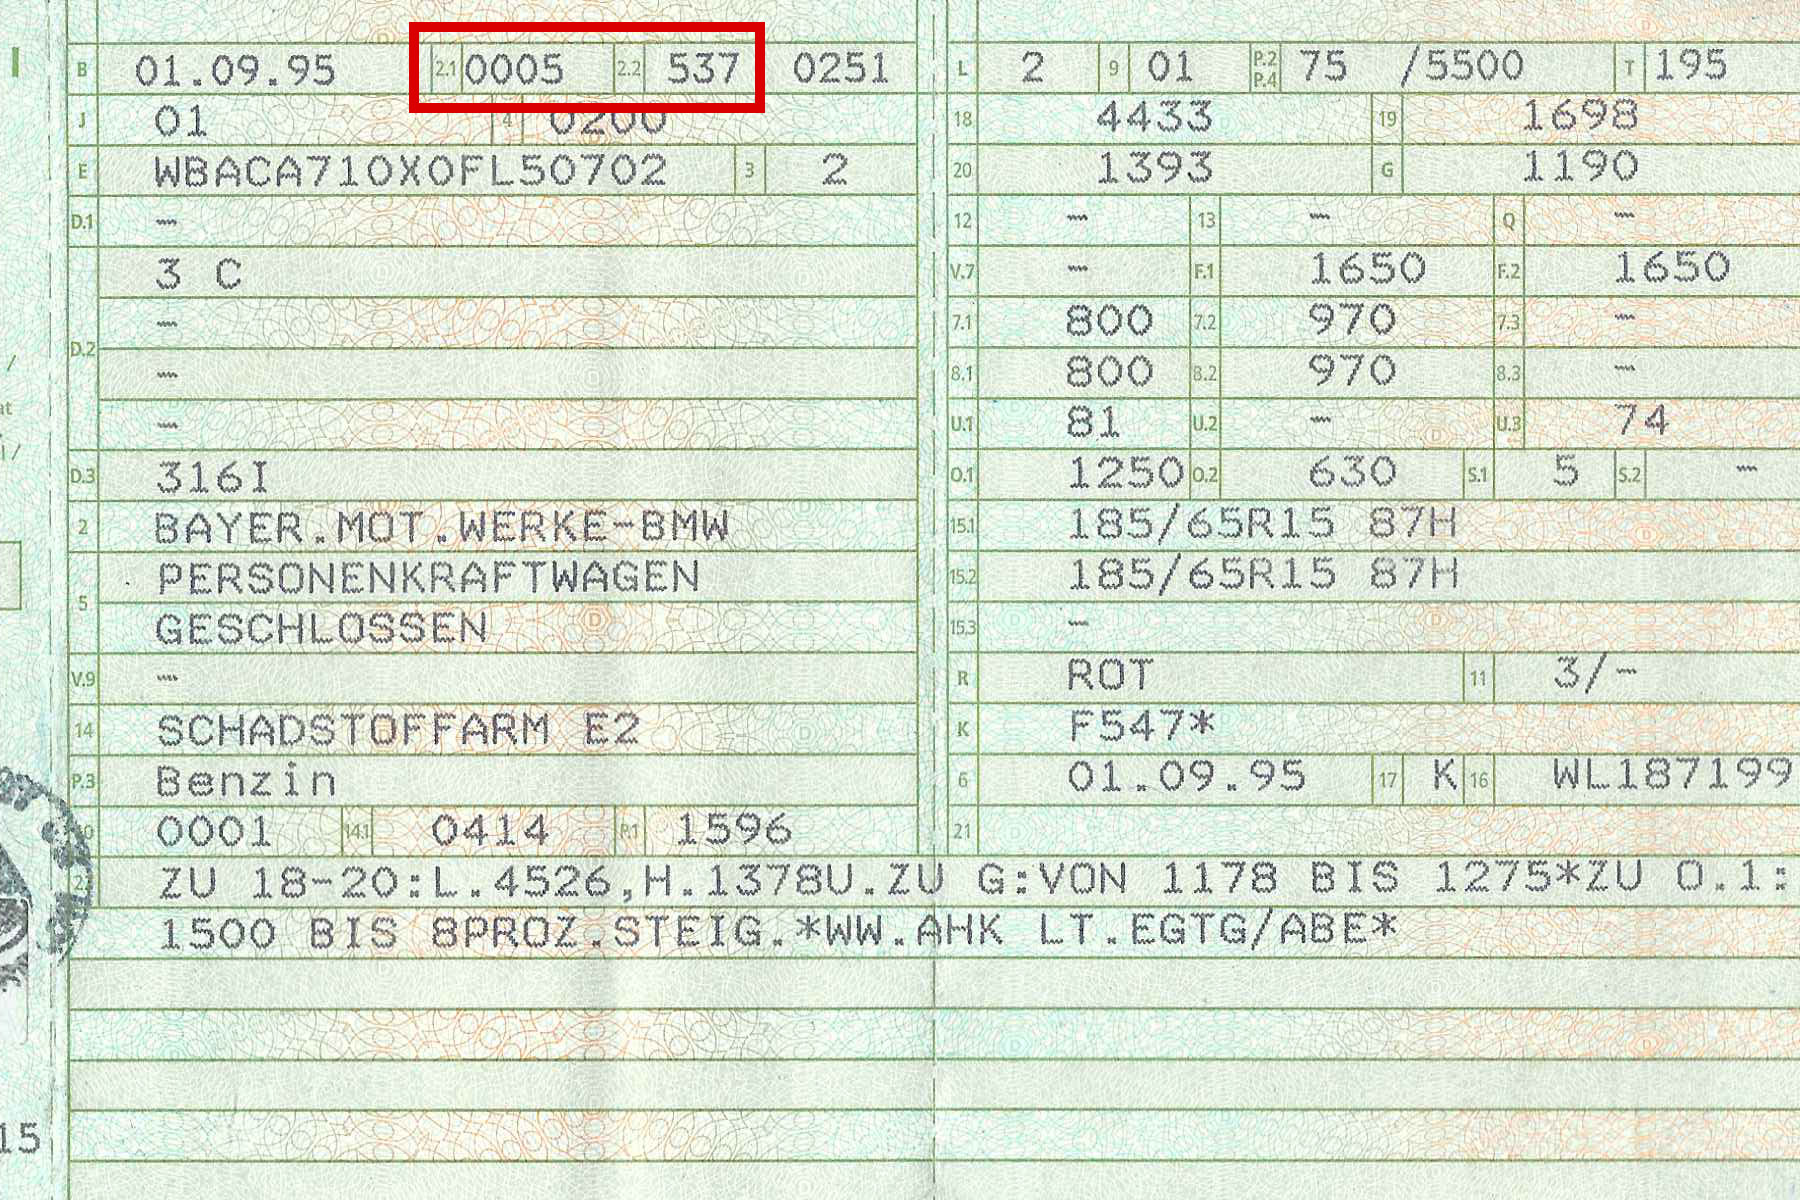 B 01.09.95 2.1 0005 2.2 537 0251 L 2 9 01 P.2 P.4 75 /5500 T 195
J 01 4 0200 18 4433 19 1698
E WBACA710X0FL50702 3 2 20 1393 G 1190
D.1 – 12 – 13 – Q –
3 C V.7 – F.1 1650 F.2 1650
– 7.1 800 7.2 970 7.3 –
D.2 – 8.1 800 8.2 970 8.3 –
– U.1 81 U.2 – U.3 74
D.3 316I O.1 1250 O.2 630 S.1 5 S.2 –
2 BAYER.MOT.WERKE-BMW 15.1 185/65R15 87H
5 PERSONENKRAFTWAGEN 15.2 185/65R15 87H
GESCHLOSSEN 15.3 –
V.9 – R ROT 11 3/–
14 SCHADSTOFFARM E2 K F547*
P.3 Benzin 6 01.09.95 17 K 16 WL187199
10 0001 14.1 0414 P.1 1596 21
22 ZU 18-20:L.4526,H.1378U.ZU G:VON 1178 BIS 1275*ZU O.1:
1500 BIS 8PROZ.STEIG.*WW.AHK LT.EGTG/ABE*
15